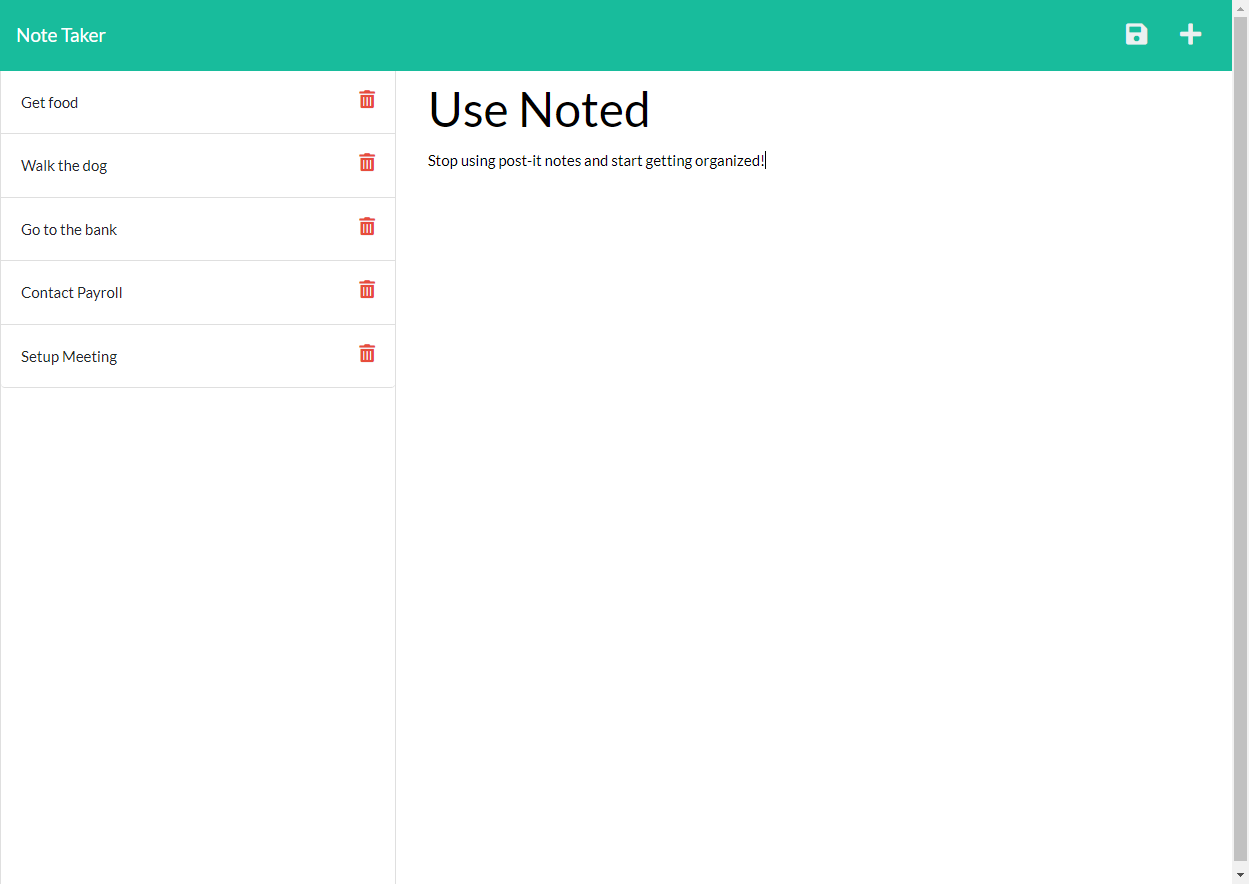 Note Taker
Get food
Walk the dog
Go to the bank
Contact Payroll
Setup Meeting
Use Noted
Stop using post-it notes and start getting organized!